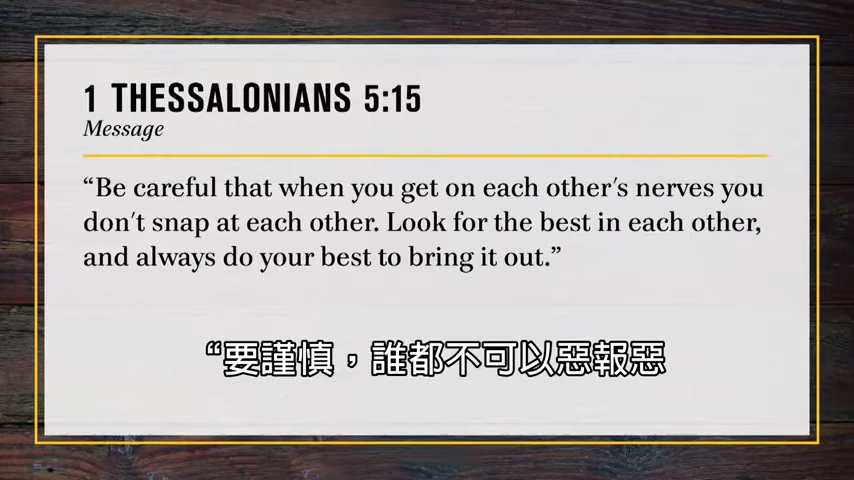 1 THESSALONIANS 5:15
Message
“Be careful that when you get on each other's nerves you
don't snap at each other. Look for the best in each other,
and always do your best to bring it out.”
“要謹慎，誰都不可以惡報惡